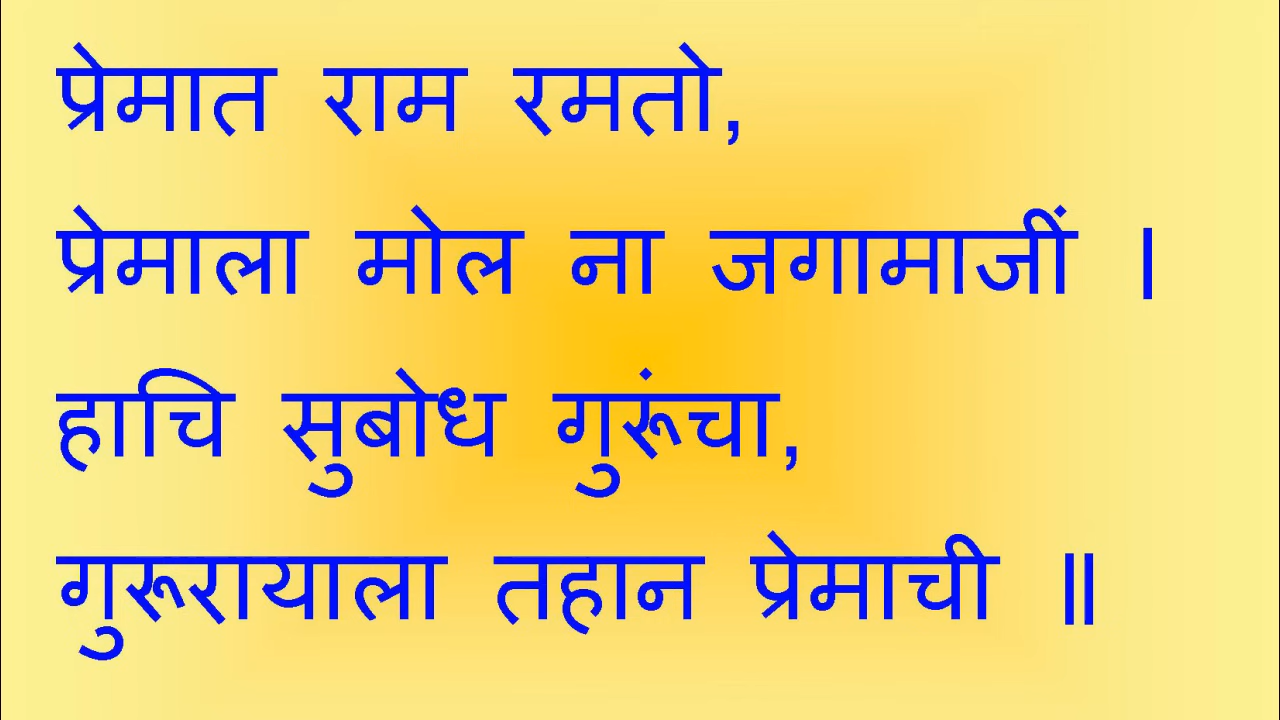 प्रेमात राम रमतो,
प्रेमाला मोल ना जगामाजीं ।
हाचि सुबोध गुरूंचा,
गुरूरायाला तहान प्रेमाची ॥